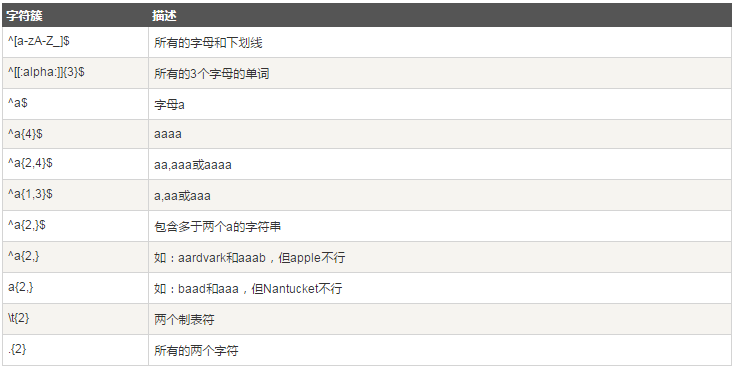 字符簇 描述
^[a-zA-Z_]$ 所有的字母和下划线
^[[:alpha:]]{3}$ 所有的3个字母的单词
^a$ 字母a
^a{4}$ aaaa
^a{2,4}$ aa,aaa或aaaa
^a{1,3}$ a,aa或aaa
^a{2,}$ 包含多于两个a的字符串
^a{2,} 如：aardvark和aaab，但apple不行
a{2,} 如：baad和aaa，但Nantucket不行
\t{2} 两个制表符
.{2} 所有的两个字符